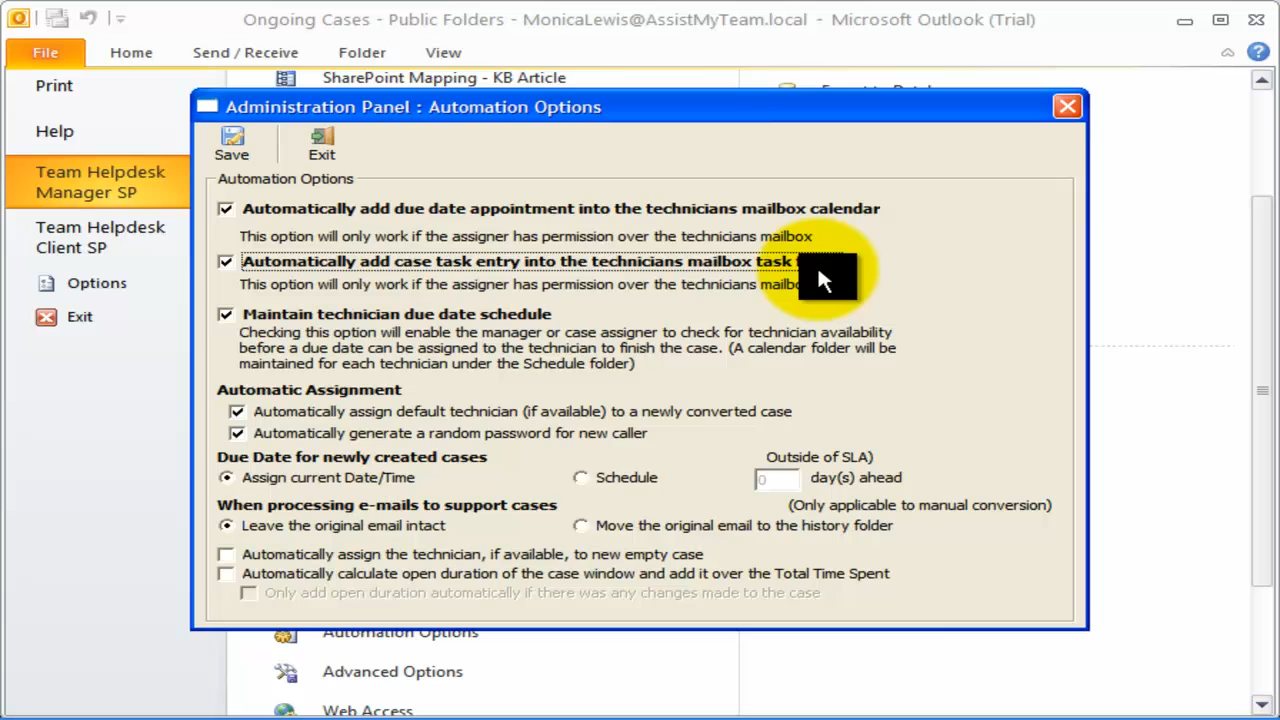 Ongoing Cases - Public Folders - MonicaLewis@AssistMyTeam.local - Microsoft Outlook (Trial)
File Home Send / Receive Folder View
Print
Help
Team Helpdesk
Manager SP
Team Helpdesk
Client SP
Options
Exit
SharePoint Mapping - KB Article
Administration Panel : Automation Options
Save Exit
Automation Options
Automatically add due date appointment into the technicians mailbox calendar
This option will only work if the assigner has permission over the technicians mailbox
Automatically add case task entry into the technicians mailbox task
This option will only work if the assigner has permission over the technicians
Maintain technician due date schedule
Checking this option will enable the manager or case assigner to check for technician availability
before a due date can be assigned to the technician to finish the case. (A calendar folder will be
maintained for each technician under the Schedule folder)
Automatic Assignment
Automatically assign default technician (if available) to a newly converted case
Automatically generate a random password for new caller
Due Date for newly created cases Outside of SLA)
Assign current Date/Time Schedule 0 day(s) ahead
When processing e-mails to support cases (Only applicable to manual conversion)
Leave the original email intact Move the original email to the history folder
Automatically assign the technician, if available, to new empty case
Automatically calculate open duration of the case window and add it over the Total Time Spent
Only add open duration automatically if there was any changes made to the case
Automation Options
Advanced Options
Web Access